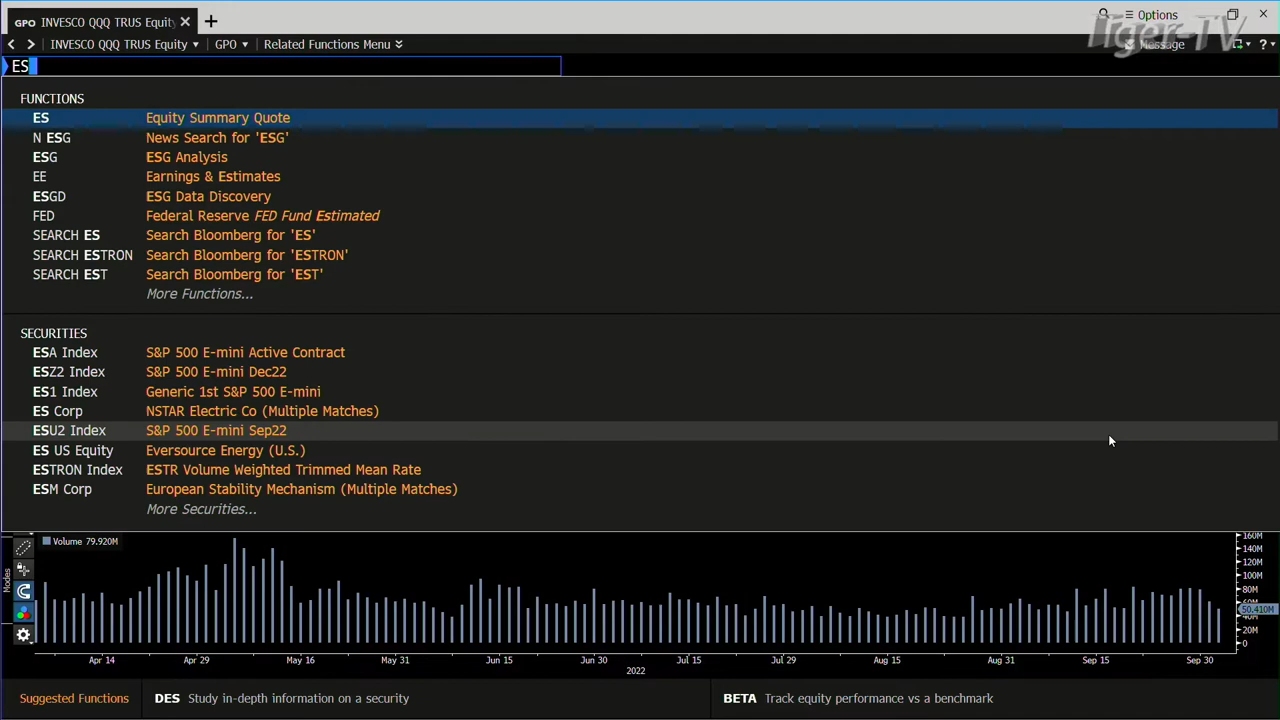 GPO INVESCO QQQ TRUS Equity
Options
INVESCO QQQ TRUS Equity GPO Related Functions Menu Message ?
Tiger-TV
ES
FUNCTIONS
ES Equity Summary Quote
N ESG News Search for 'ESG'
ESG ESG Analysis
EE Earnings & Estimates
ESGD ESG Data Discovery
FED Federal Reserve FED Fund Estimated
SEARCH ES Search Bloomberg for 'ES'
SEARCH ESTRON Search Bloomberg for 'ESTRON'
SEARCH EST Search Bloomberg for 'EST'
More Functions...
SECURITIES
ESA Index S&P 500 E-mini Active Contract
ESZ2 Index S&P 500 E-mini Dec22
ES1 Index Generic 1st S&P 500 E-mini
ES Corp NSTAR Electric Co (Multiple Matches)
ESU2 Index S&P 500 E-mini Sep22
ES US Equity Eversource Energy (U.S.)
ESTRON Index ESTR Volume Weighted Trimmed Mean Rate
ESM Corp European Stability Mechanism (Multiple Matches)
More Securities...
Modes
Volume 79.920M
160M
140M
120M
100M
80M
50.410M
40M
20M
0
Apr 14 Apr 29 May 16 May 31 Jun 15 Jun 30 Jul 15 Jul 29 Aug 15 Aug 31 Sep 15 Sep 30
2022
Suggested Functions DES Study in-depth information on a security BETA Track equity performance vs a benchmark